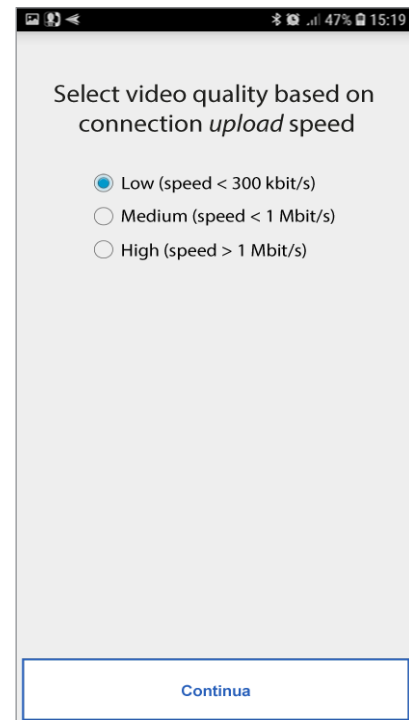 47% 15:19
Select video quality based on
connection upload speed
Low (speed < 300 kbit/s)
Medium (speed < 1 Mbit/s)
High (speed > 1 Mbit/s)
Continua